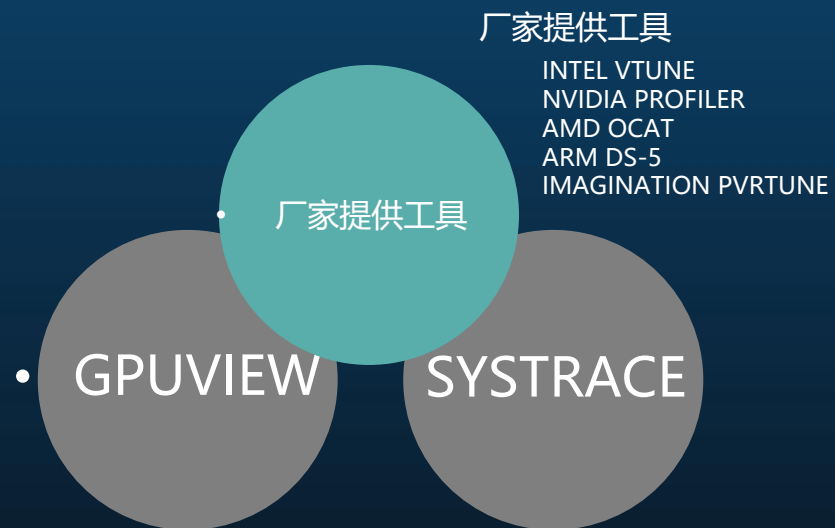 厂家提供工具
INTEL VTUNE
NVIDIA PROFILER
AMD OCAT
ARM DS-5
IMAGINATION PVRTUNE
• 厂家提供工具
• GPUVIEW
SYSTRACE